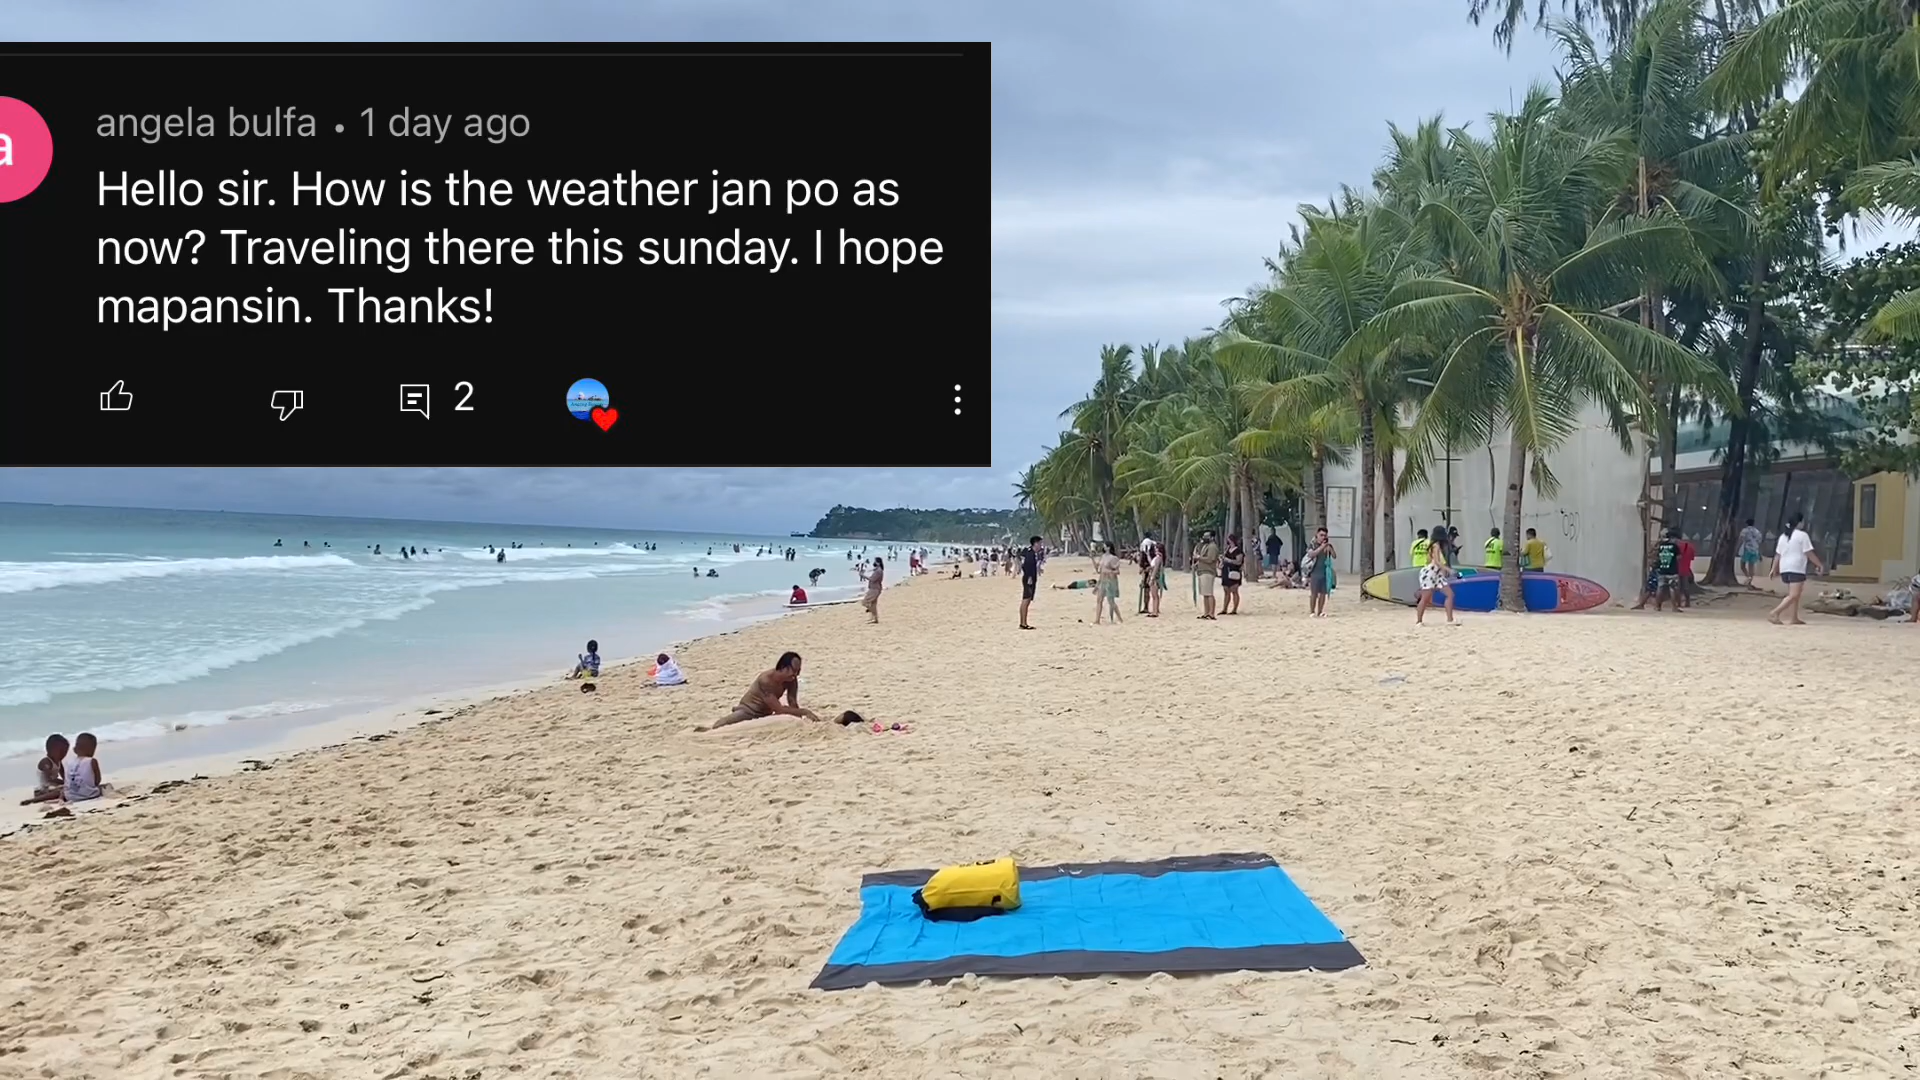 a
angela bulfa • 1 day ago
Hello sir. How is the weather jan po as
now? Traveling there this sunday. I hope
mapansin. Thanks!
2